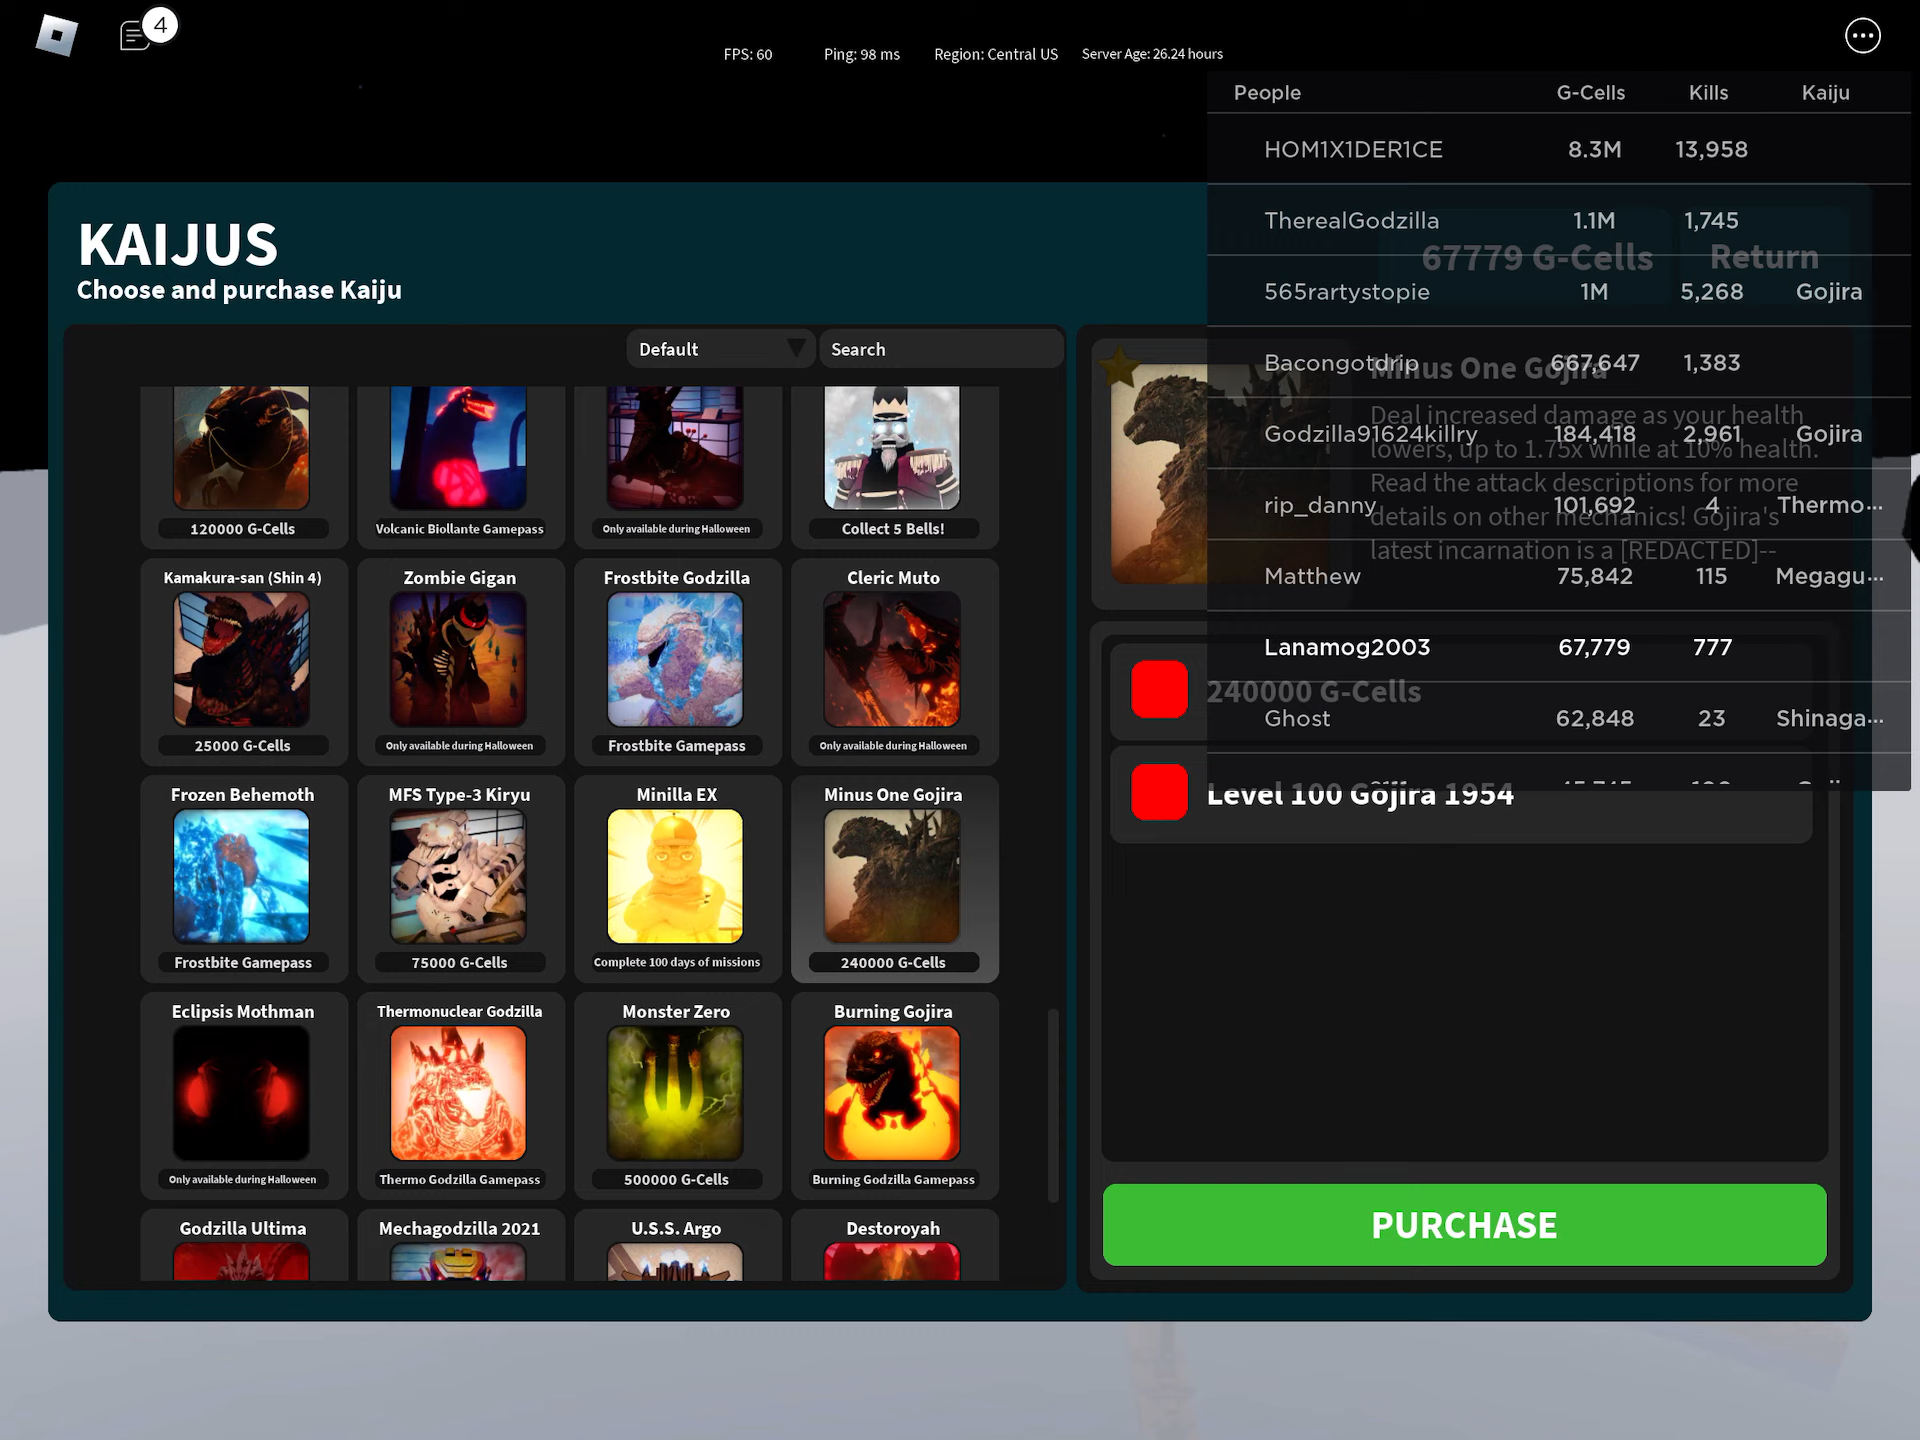 4
FPS: 60 Ping: 98 ms Region: Central US Server Age: 26.24 hours
People G-Cells Kills Kaiju
HOM1X1DER1CE 8.3M 13,958
TherealGodzilla 1.1M 1,745
565rartystopie 1M 5,268 Gojira
Bacongotdrip 667,647 1,383
Godzilla91624killry 184,418 2,961 Gojira
rip_danny 101,692 4 Thermo...
Matthew 75,842 115 Megagu...
Lanamog2003 67,779 777
Ghost 62,848 23 Shinaga...
KAIJUS
Choose and purchase Kaiju
67779 G-Cells Return
Default Search
120000 G-Cells Volcanic Biollante Gamepass Only available during Halloween Collect 5 Bells!
Kamakura-san (Shin 4) Zombie Gigan Frostbite Godzilla Cleric Muto
25000 G-Cells Only available during Halloween Frostbite Gamepass Only available during Halloween
Frozen Behemoth MFS Type-3 Kiryu Minilla EX Minus One Gojira
Frostbite Gamepass 75000 G-Cells Complete 100 days of missions 240000 G-Cells
Eclipsis Mothman Thermonuclear Godzilla Monster Zero Burning Gojira
Only available during Halloween Thermo Godzilla Gamepass 500000 G-Cells Burning Godzilla Gamepass
Godzilla Ultima Mechagodzilla 2021 U.S.S. Argo Destoroyah
Minus One Gojira
Deal increased damage as your health
lowers, up to 1.75x while at 10% health.
Read the attack descriptions for more
details on other mechanics! Gojira's
latest incarnation is a [REDACTED]--
240000 G-Cells
Level 100 Gojira 1954
PURCHASE